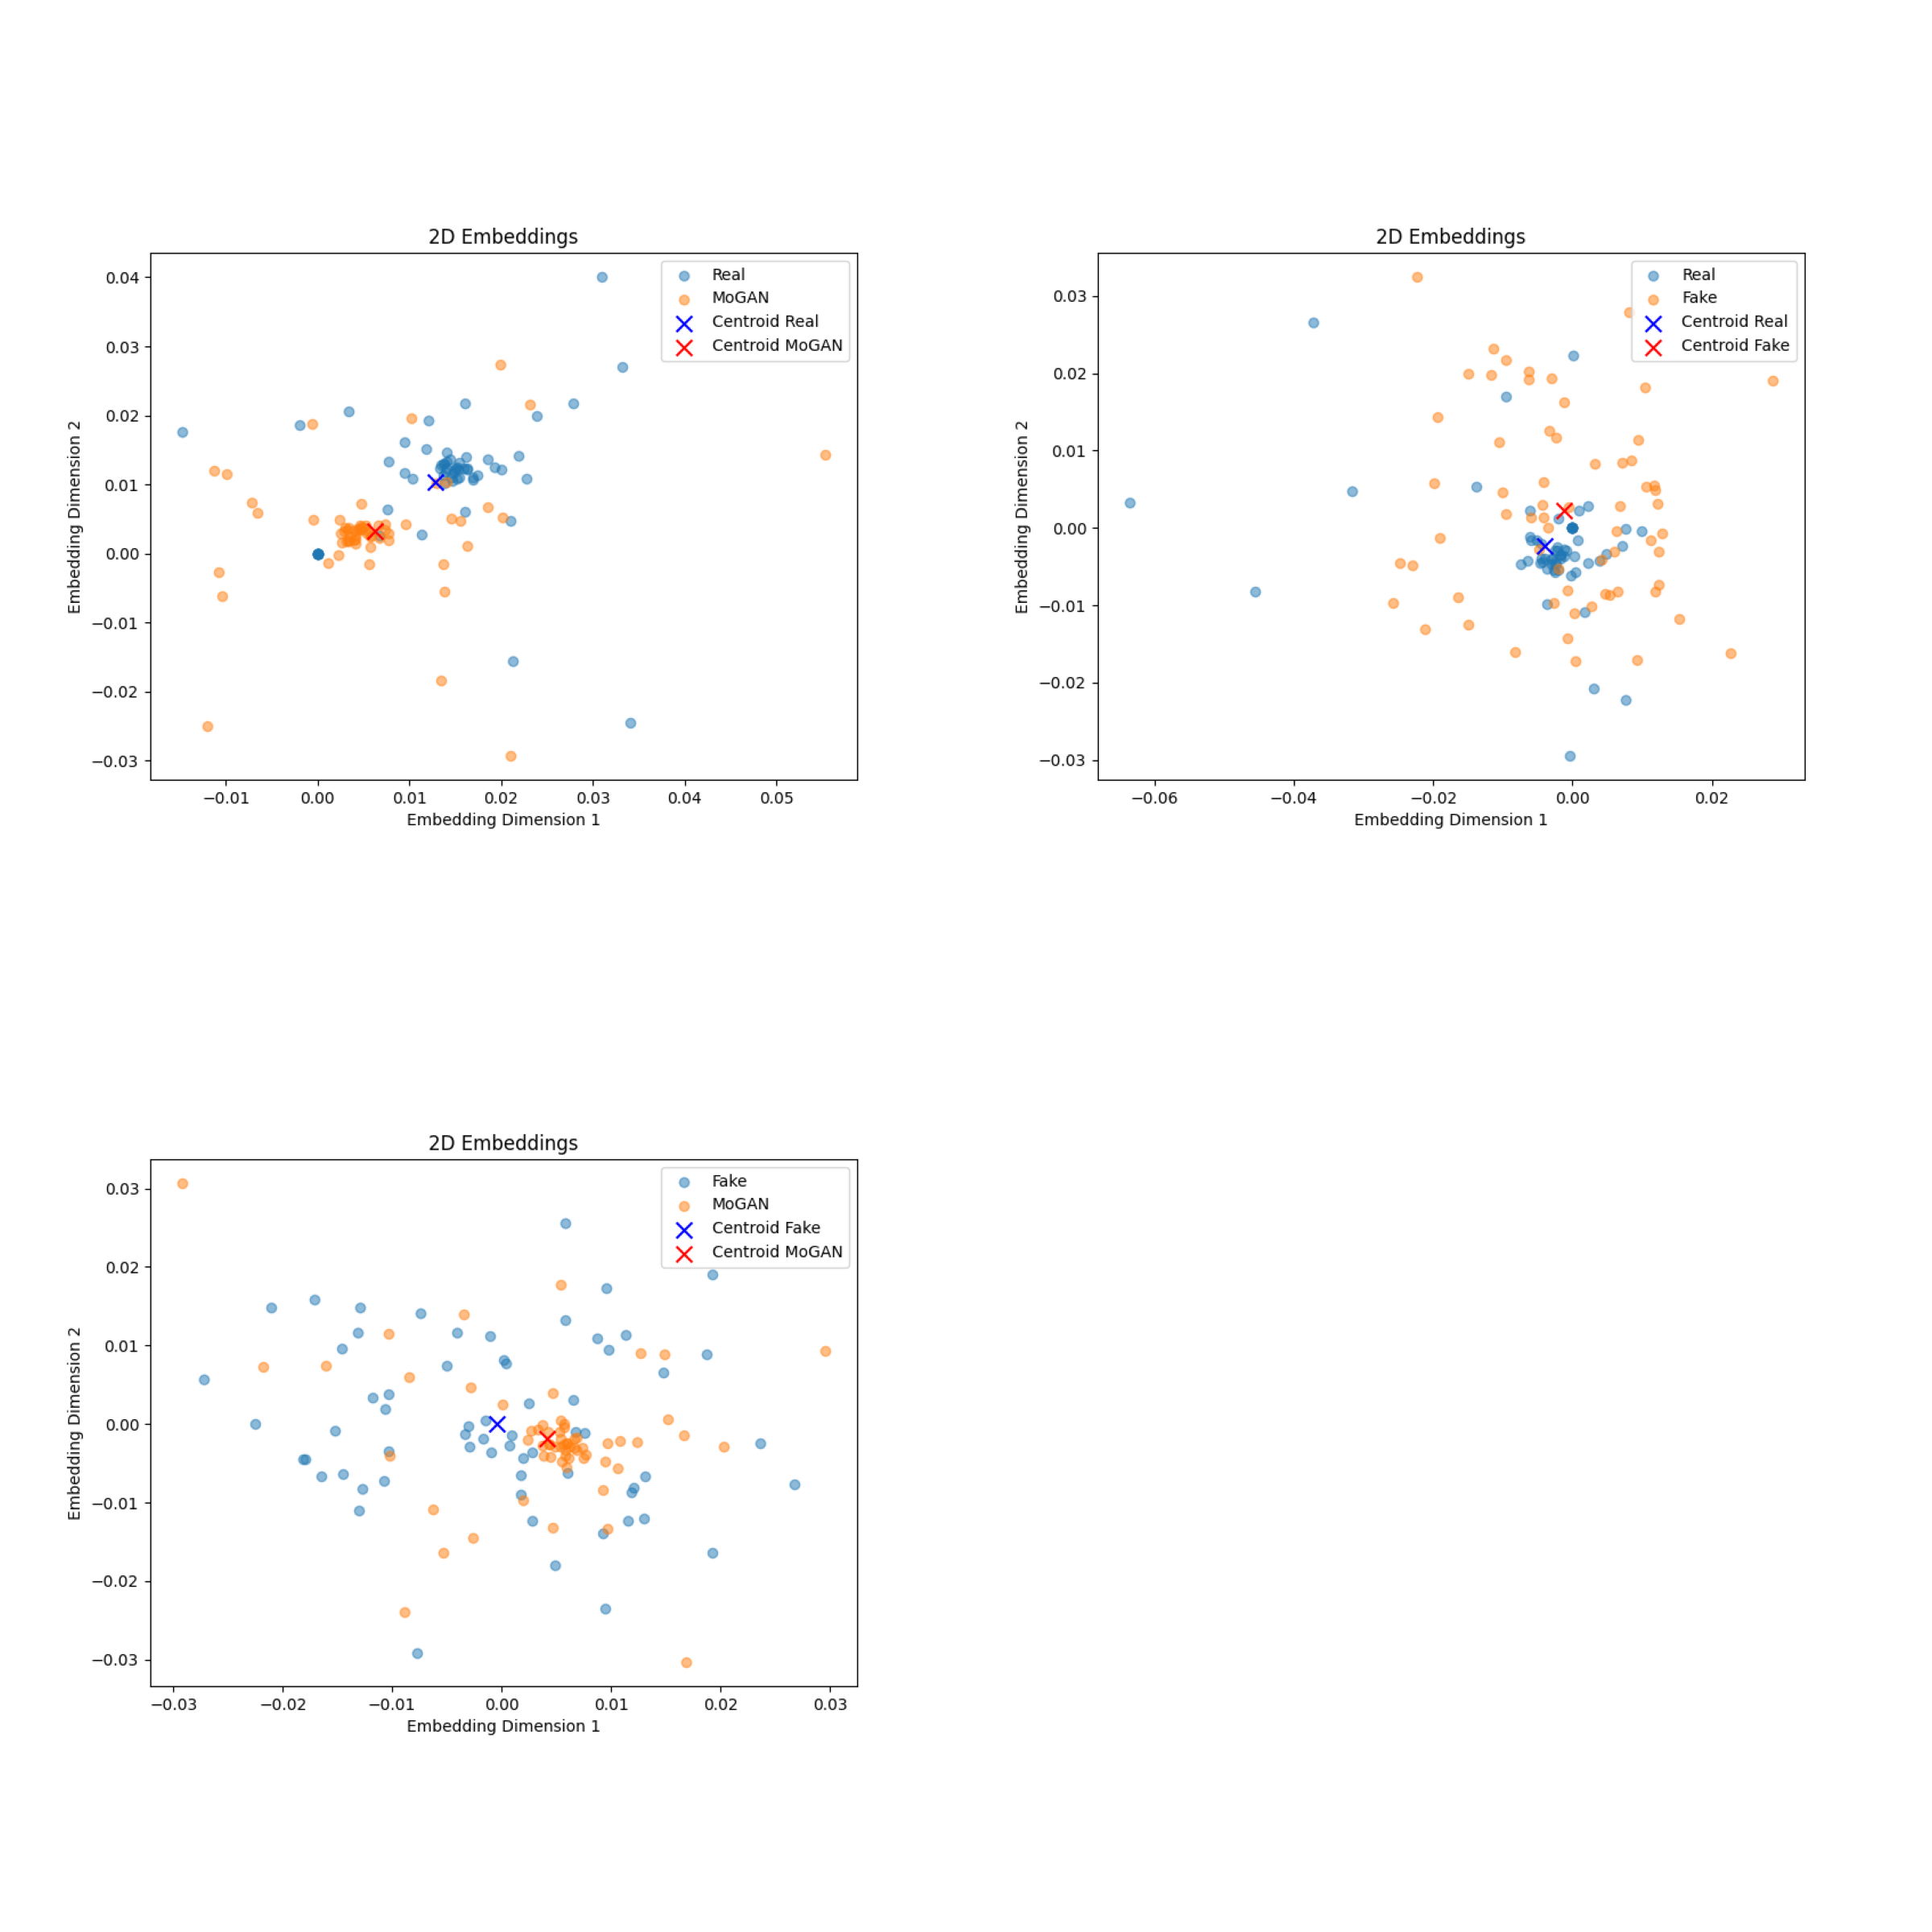 2D Embeddings
Real
MoGAN
Centroid Real
Centroid MoGAN
0.04
0.03
0.02
0.01
0.00
−0.01
−0.02
−0.03
Embedding Dimension 2
−0.01
0.00
0.01
0.02
0.03
0.04
0.05
Embedding Dimension 1
2D Embeddings
Real
Fake
Centroid Real
Centroid Fake
0.03
0.02
0.01
0.00
−0.01
−0.02
−0.03
Embedding Dimension 2
−0.06
−0.04
−0.02
0.00
0.02
Embedding Dimension 1
2D Embeddings
Fake
MoGAN
Centroid Fake
Centroid MoGAN
0.03
0.02
0.01
0.00
−0.01
−0.02
−0.03
Embedding Dimension 2
−0.03
−0.02
−0.01
0.00
0.01
0.02
0.03
Embedding Dimension 1